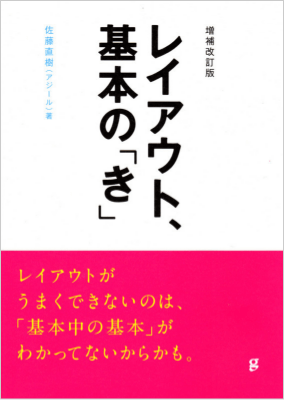 増補改訂版
レイアウト、
基本の「き」
佐藤直樹(アジール)著
レイアウトが
うまくできないのは、
「基本中の基本」が
わかってないからかも。
g